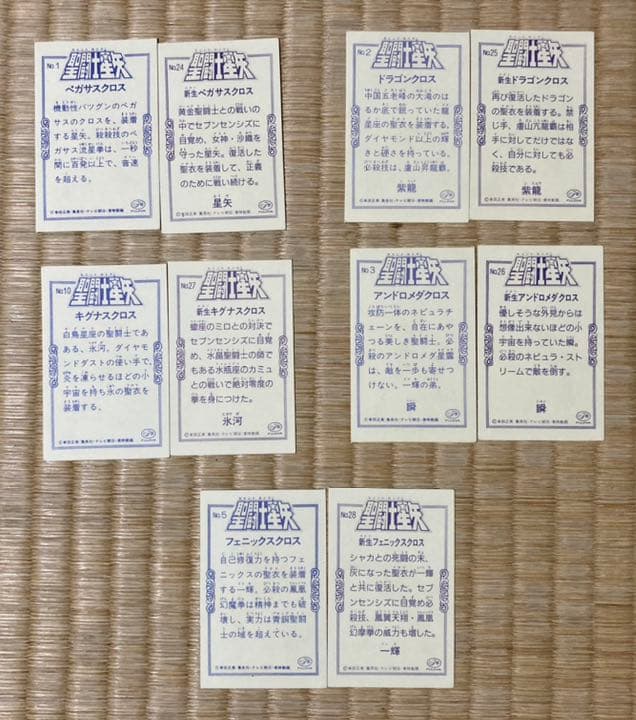 No.1
聖闘士星矢
ペガサスクロス
機動性バツグンのペガ
サスのクロスを、装着
する星矢。殺殺技のペ
ガサス流星拳は、一秒
間に百発以上で、音速
を超える。
No.24
聖闘士星矢
新生ペガサスクロス
黄金聖闘士との戦いの
中でセブンセンシズに
目覚め、女神・沙織を
守った星矢。復活した
聖衣を装着して、正義
のために戦い続ける。
星矢
No.2
聖闘士星矢
ドラゴンクロス
中国五老峰の大滝のは
るか底で眠っていた龍
星座の聖衣を装着する。
ダイヤモンド以上の輝
きと硬さを持っている。
必殺技は、廬山昇龍覇。
紫龍
No.25
聖闘士星矢
新生ドラゴンクロス
再び復活したドラゴン
の聖衣を装着する。禁
じ手、廬山亢龍覇は相
手に対してだけではな
く、自分に対しても必
殺技である。
紫龍
No.10
聖闘士星矢
キグナスクロス
白鳥星座の聖闘士であ
る、氷河。ダイヤモ
ンドダストの使い手で、
炎を凍らせるほどの小
宇宙を持ち氷の聖衣を
装着する。
No.27
聖闘士星矢
新生キグナスクロス
蠍座のミロとの対決で
セブンセンシズに目覚
め、水晶聖闘士の師で
もある水瓶座のカミュ
との戦いで絶対零度の
拳を身につけた。
氷河
No.3
聖闘士星矢
アンドロメダクロス
攻防一体のネビュラチ
ェーンを、自在にあや
つる美しき聖闘士。必
殺のアンドロメダ星雲
は、敵を一歩も寄せつ
けない。一輝の弟。
瞬
No.26
聖闘士星矢
新生アンドロメダクロス
優しそうな外見からは
想像出来ないほどの小
宇宙を持っていた瞬。
必殺のネビュラ・スト
リームで敵を倒す。
瞬
No.5
聖闘士星矢
フェニックスクロス
自己修復力を持つフェ
ニックスの聖衣を装着
する一輝。必殺の鳳凰
幻魔拳は精神までも破
壊し、実力は青銅聖闘士
の域を超えている。
No.28
聖闘士星矢
新生フェニックスクロス
シャカとの死闘の末、
灰になった聖衣が一輝
と共に復活した。セブ
ンセンシズに目覚め必
殺技、鳳翼天翔・鳳凰
幻摩拳の威力も増した。
一輝